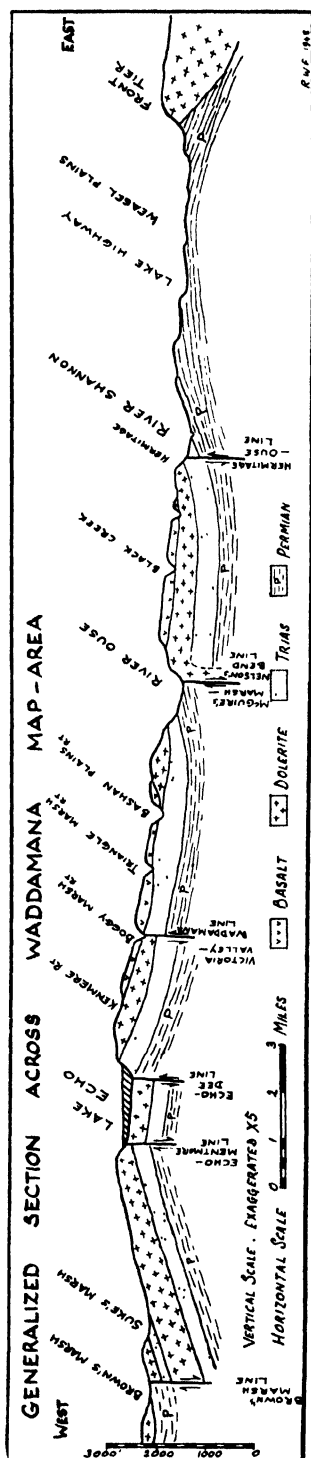 GENERALIZED SECTION ACROSS WADDAMANA MAP-AREA
WEST
EAST
BROWN'S MARSH
SUKE'S MARSH
LAKE ECHO
KENMERE RT
BOGGY MARSH RT
TRIANGLE MARSH RT
BASHAN PLAINS RT
RIVER OUSE
BLACK CREEK
HERMITAGE
RIVER SHANNON
LAKE HIGHWAY
WEASEL PLAINS
FRONT TIER
3000'
2000
1000
0
BROWN'S
MARSH
LINE
ECHO-
MENTMORE
LINE
ECHO-
DEE
LINE
VICTORIA
VALLEY-
WADDAMANA
LINE
McGUIRE'S
MARSH -
NELSON'S
BEND
LINE
HERMITAGE
- OUSE
LINE
P
P
P
P
P
P
P
VERTICAL SCALE - EXAGGERATED X5
HORIZONTAL SCALE 0 1 2 3 MILES
BASALT
DOLERITE
TRIAS
P PERMIAN